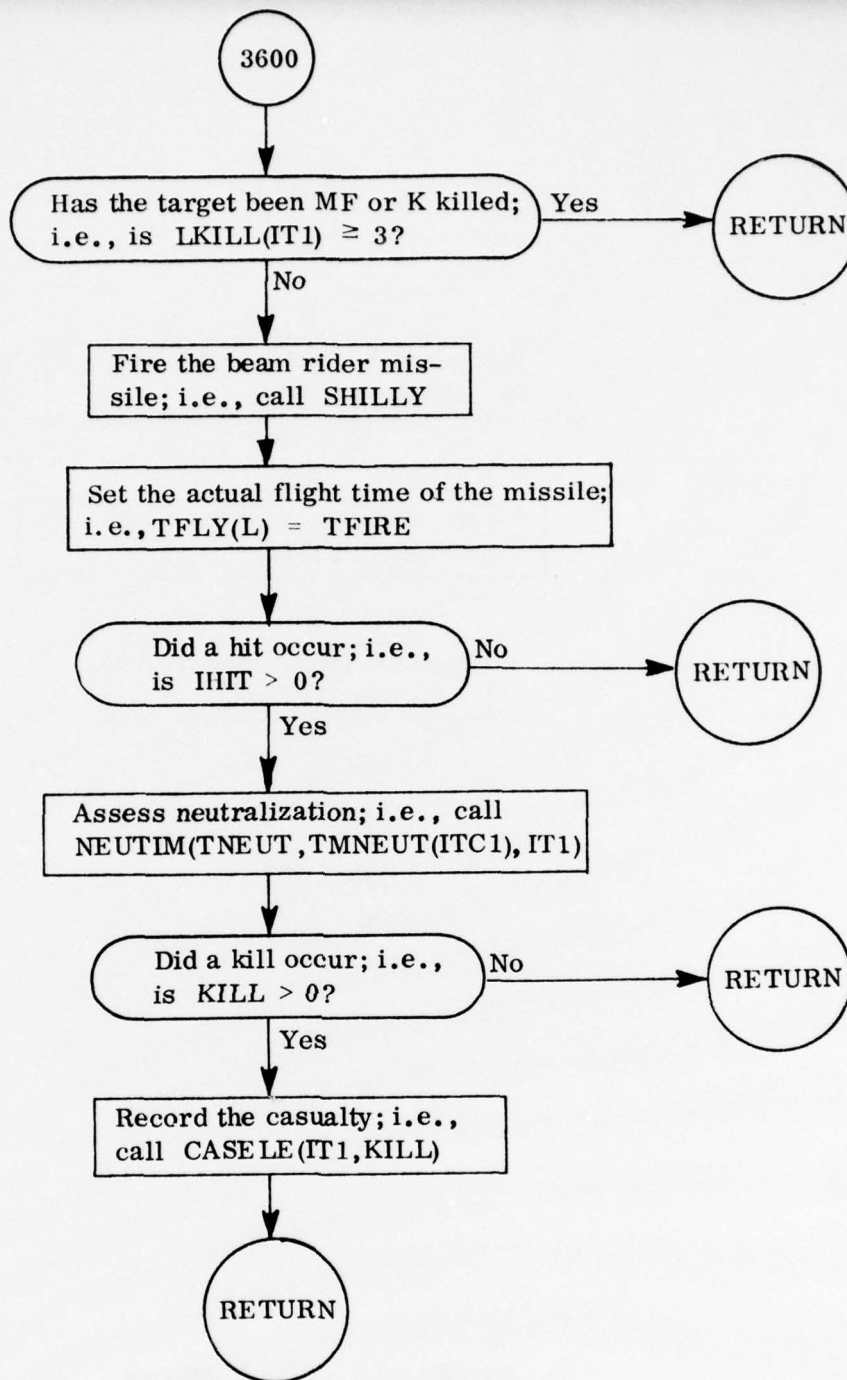 3600
Has the target been MF or K killed;
i.e., is LKILL(IT1) ≥ 3?
Yes
RETURN
No
Fire the beam rider mis-
sile; i.e., call SHILLY
Set the actual flight time of the missile;
i.e., TFLY(L) = TFIRE
Did a hit occur; i.e.,
is IHIT > 0?
No
RETURN
Yes
Assess neutralization; i.e., call
NEUTIM(TNEUT,TMNEUT(ITC1),IT1)
Did a kill occur; i.e.,
is KILL > 0?
No
RETURN
Yes
Record the casualty; i.e.,
call CASELE(IT1,KILL)
RETURN